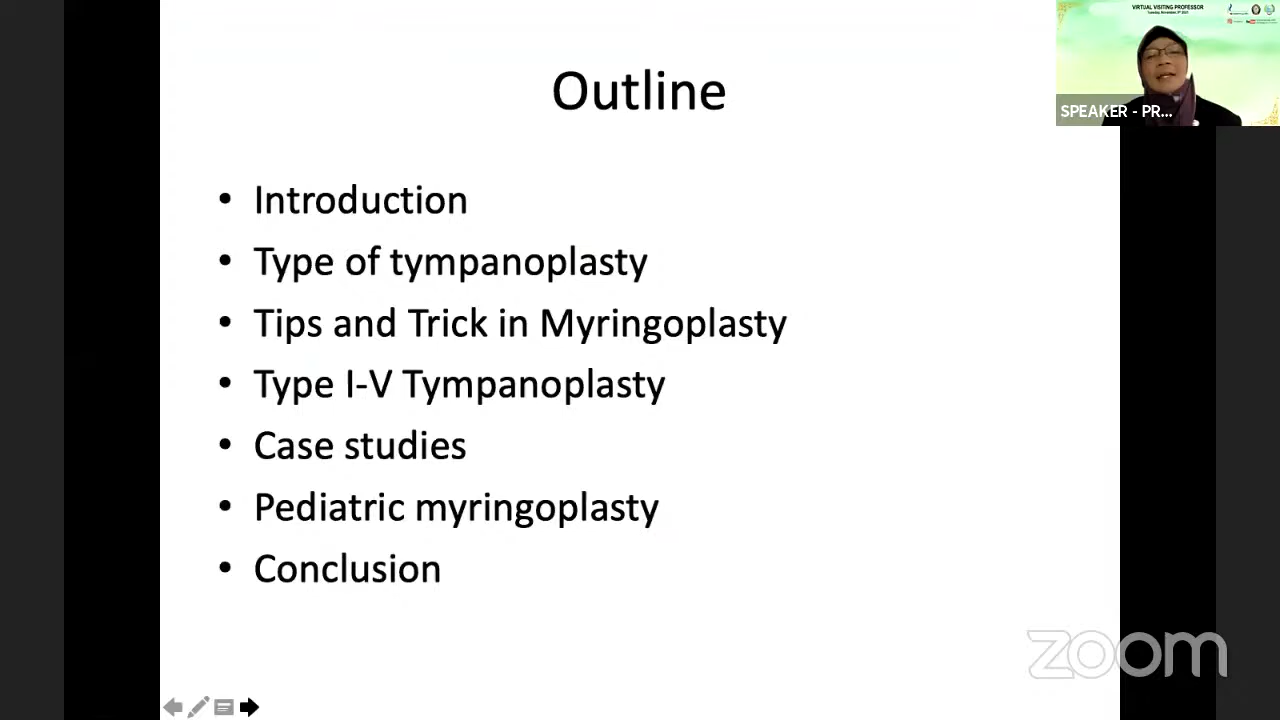 Outline
• Introduction
• Type of tympanoplasty
• Tips and Trick in Myringoplasty
• Type I-V Tympanoplasty
• Case studies
• Pediatric myringoplasty
• Conclusion
VIRTUAL VISITING PROFESSOR
SPEAKER - PR...
zoom